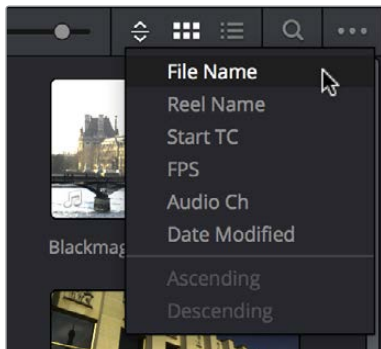 File Name
Reel Name
Start TC
FPS
Audio Ch
Date Modified
Blackmag
Ascending
Descending